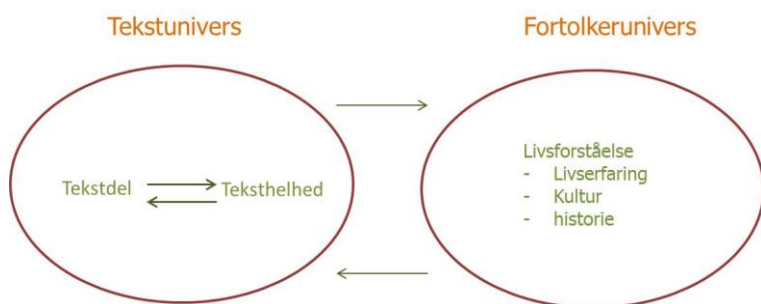 Tekstunivers
Fortolkerunivers
Tekstdel
Teksthelhed
Livsforståelse
- Livserfaring
- Kultur
- historie